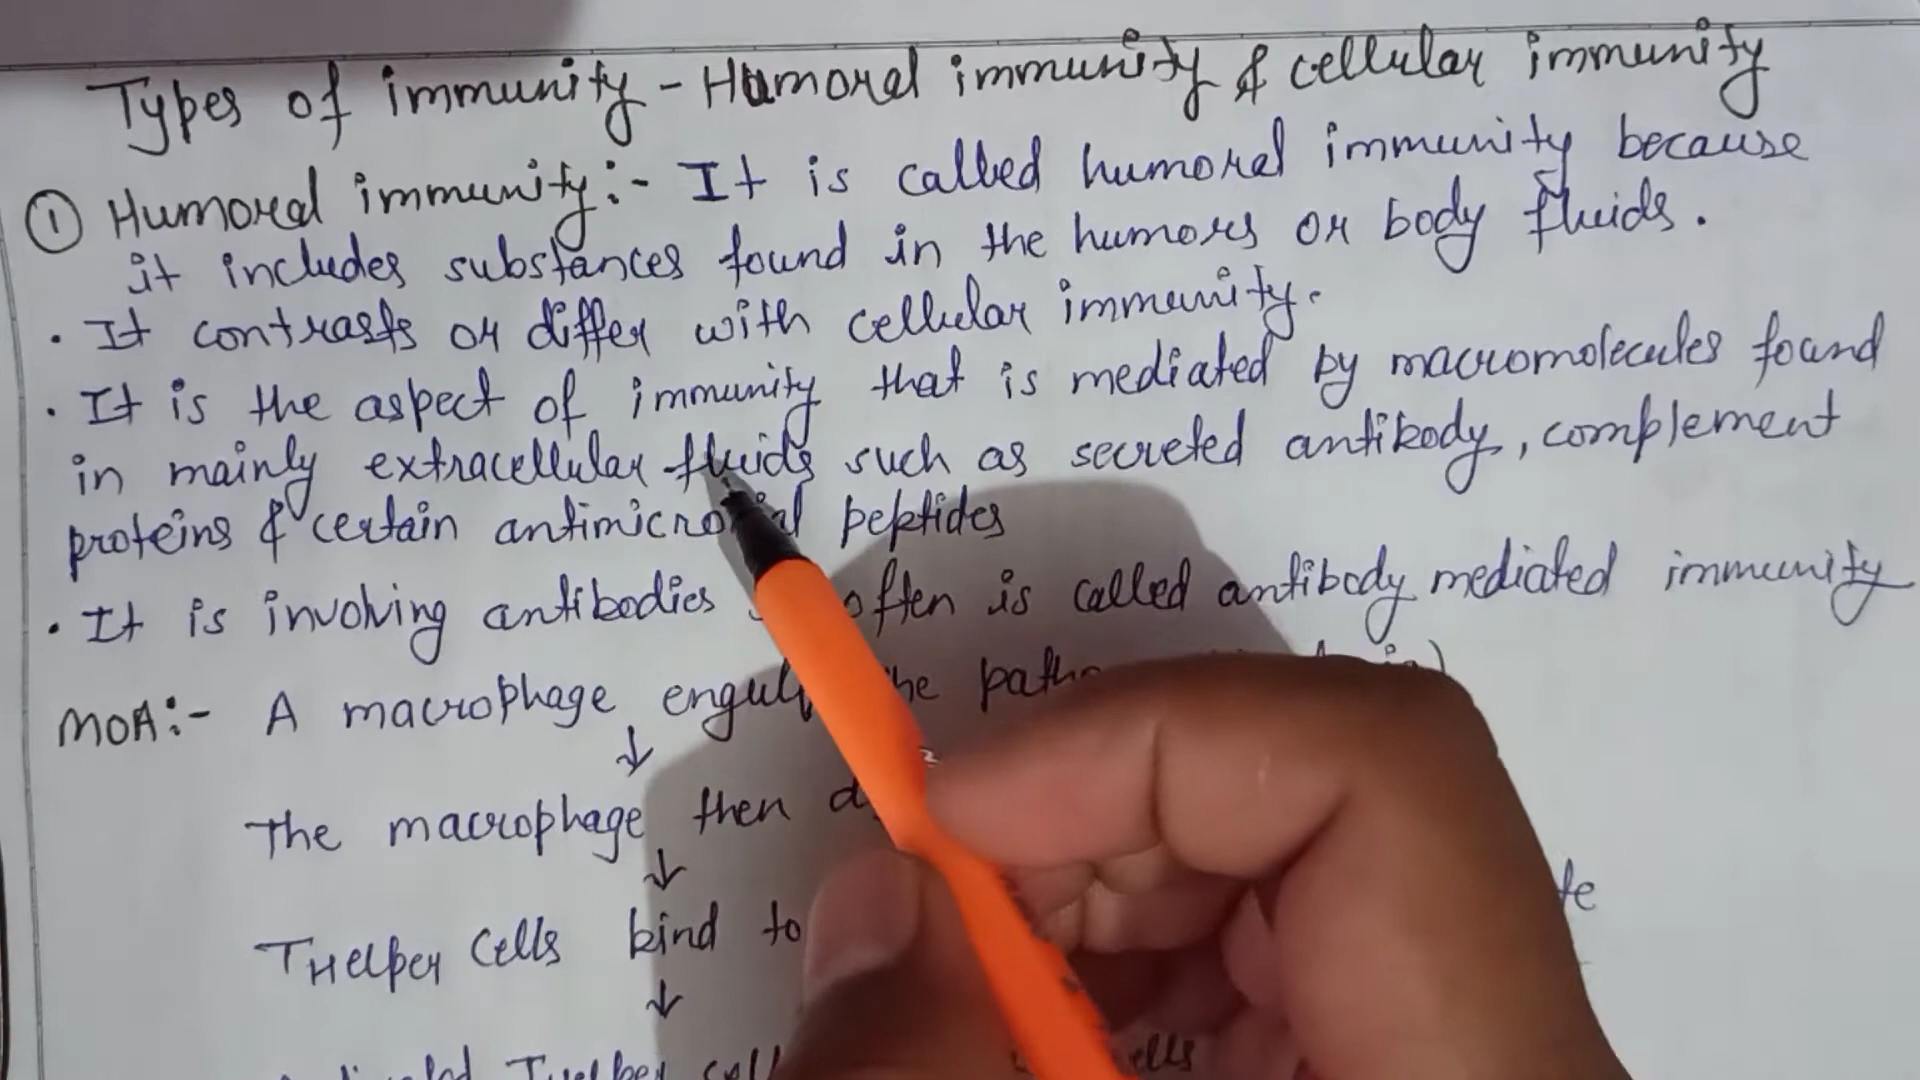 Types of immunity - Humoral immunity & cellular immunity
① Humoral immunity:- It is called humoral immunity because
it includes substances found in the humors or body fluids.
· It contrasts or differ with cellular immunity.
· It is the aspect of immunity that is mediated by macromolecules found
in mainly extracellular fluids such as secreted antibody, complement
proteins & certain antimicrobial peptides
· It is involving antibodies often is called antibody mediated immunity
MOA:- A macrophage engulf the
↓
The macrophage then
↓
THelper Cells bind to
↓
THelper cell cells